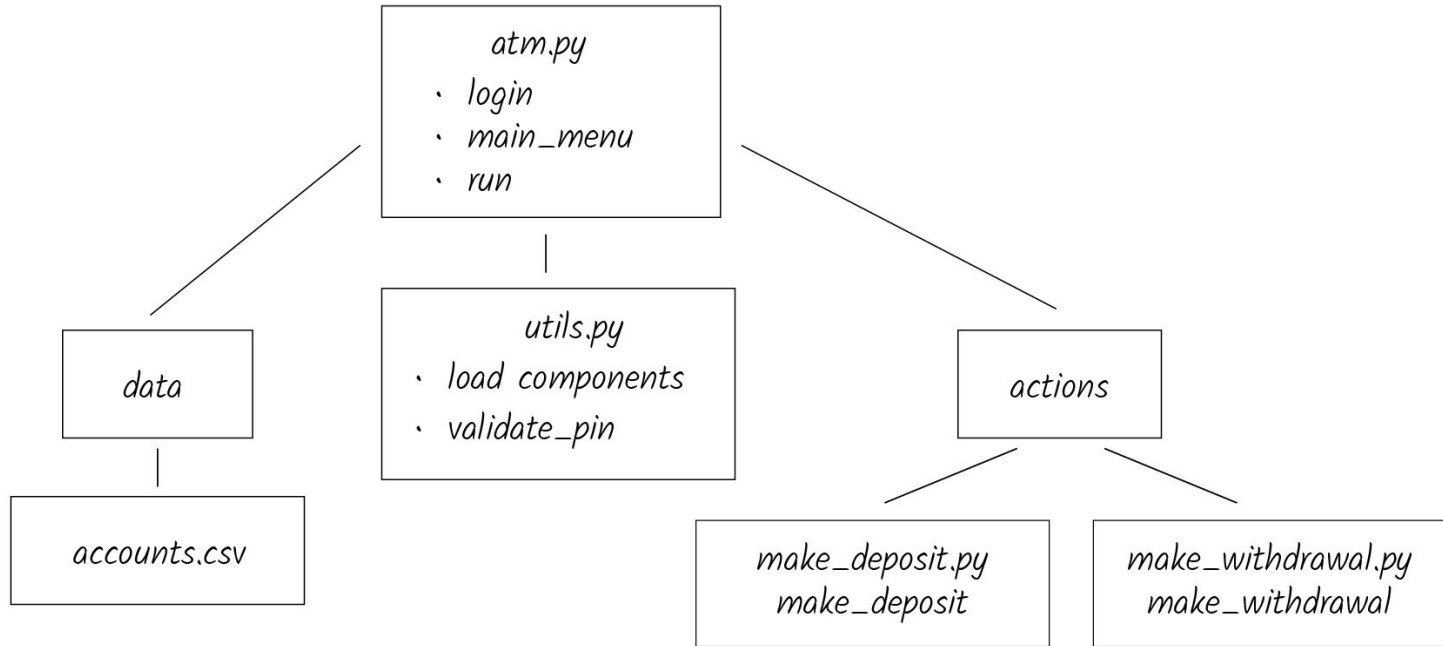 atm.py
· login
· main_menu
· run
utils.py
· load components
· validate_pin
data
actions
accounts.csv
make_deposit.py
make_deposit
make_withdrawal.py
make_withdrawal